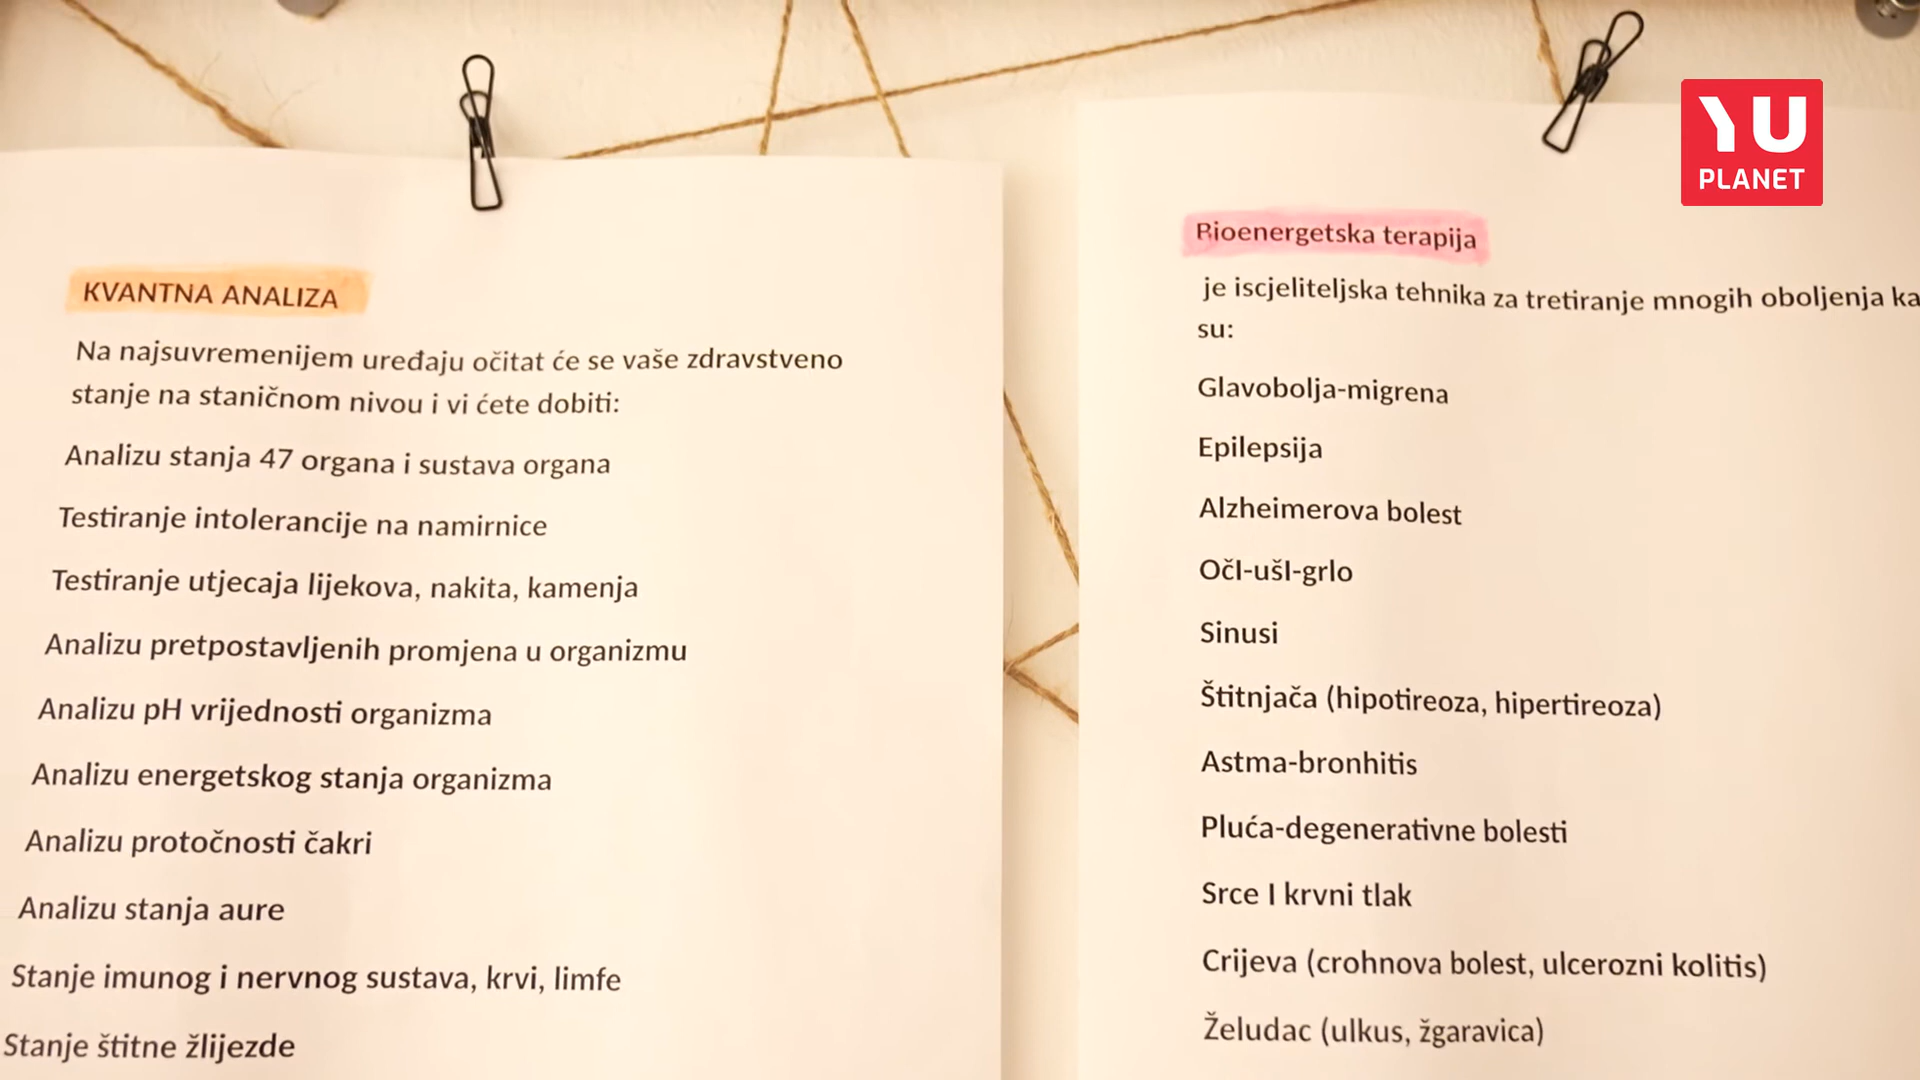 KVANTNA ANALIZA
Na najsuvremenijem uređaju očitat će se vaše zdravstveno
stanje na staničnom nivou i vi ćete dobiti:
Analizu stanja 47 organa i sustava organa
Testiranje intolerancije na namirnice
Testiranje utjecaja lijekova, nakita, kamenja
Analizu pretpostavljenih promjena u organizmu
Analizu pH vrijednosti organizma
Analizu energetskog stanja organizma
Analizu protočnosti čakri
Analizu stanja aure
Stanje imunog i nervnog sustava, krvi, limfe
Stanje štitne žlijezde
Bioenergetska terapija
je iscjeliteljska tehnika za tretiranje mnogih oboljenja ka
su:
Glavobolja-migrena
Epilepsija
Alzheimerova bolest
OčI-ušI-grlo
Sinusi
Štitnjača (hipotireoza, hipertireoza)
Astma-bronhitis
Pluća-degenerativne bolesti
Srce I krvni tlak
Crijeva (crohnova bolest, ulcerozni kolitis)
Želudac (ulkus, žgaravica)
YU
PLANET